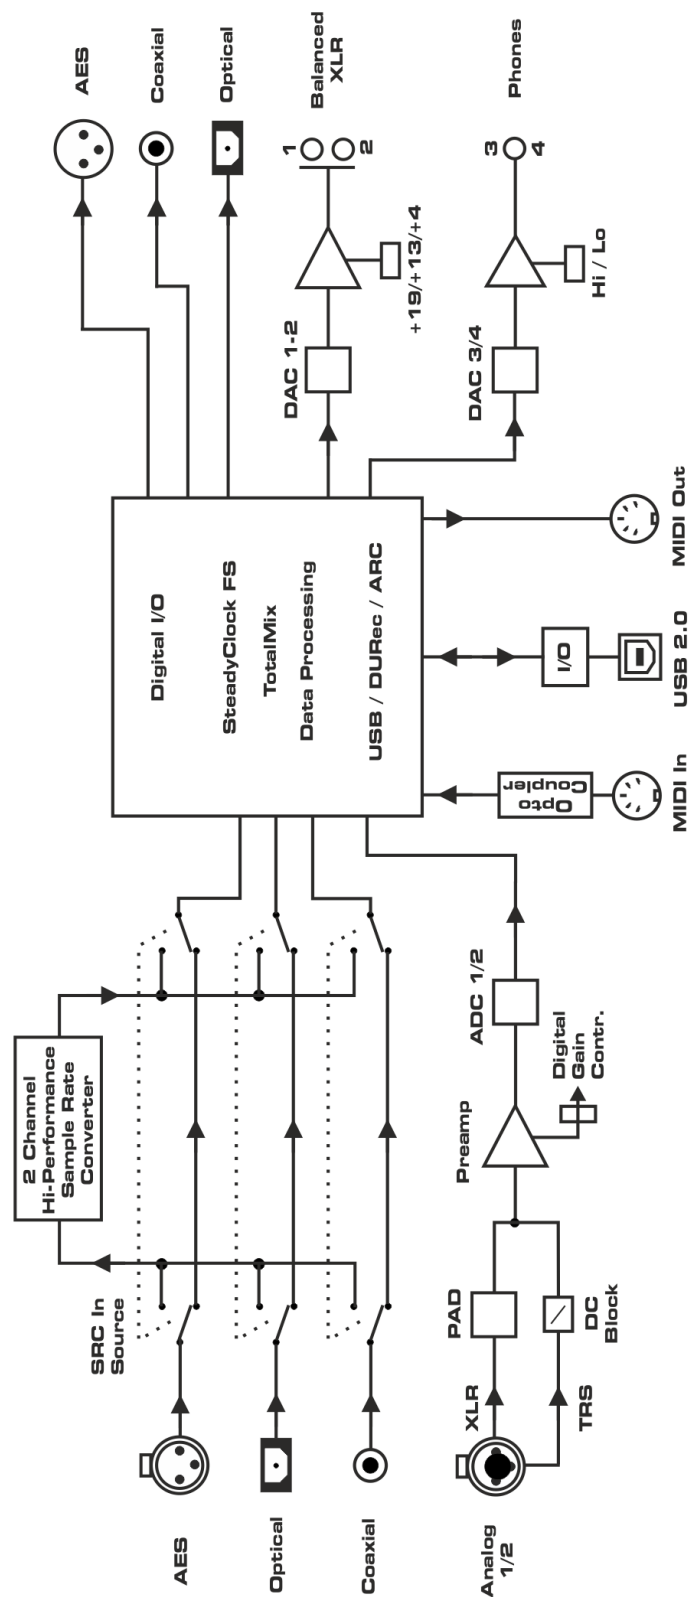 AES
Coaxial
Optical
Balanced
XLR
Phones
1
2
3
4
+19/+13/+4
Hi / Lo
DAC 1-2
DAC 3/4
Digital I/O
SteadyClock FS
TotalMix
Data Processing
USB / DURec / ARC
MIDI Out
I/O
USB 2.0
Opto
Coupler
MIDI In
2 Channel
Hi-Performance
Sample Rate
Converter
SRC In
Source
ADC 1/2
Digital
Gain
Contr.
Preamp
PAD
DC
Block
XLR
TRS
AES
Optical
Coaxial
Analog
1/2